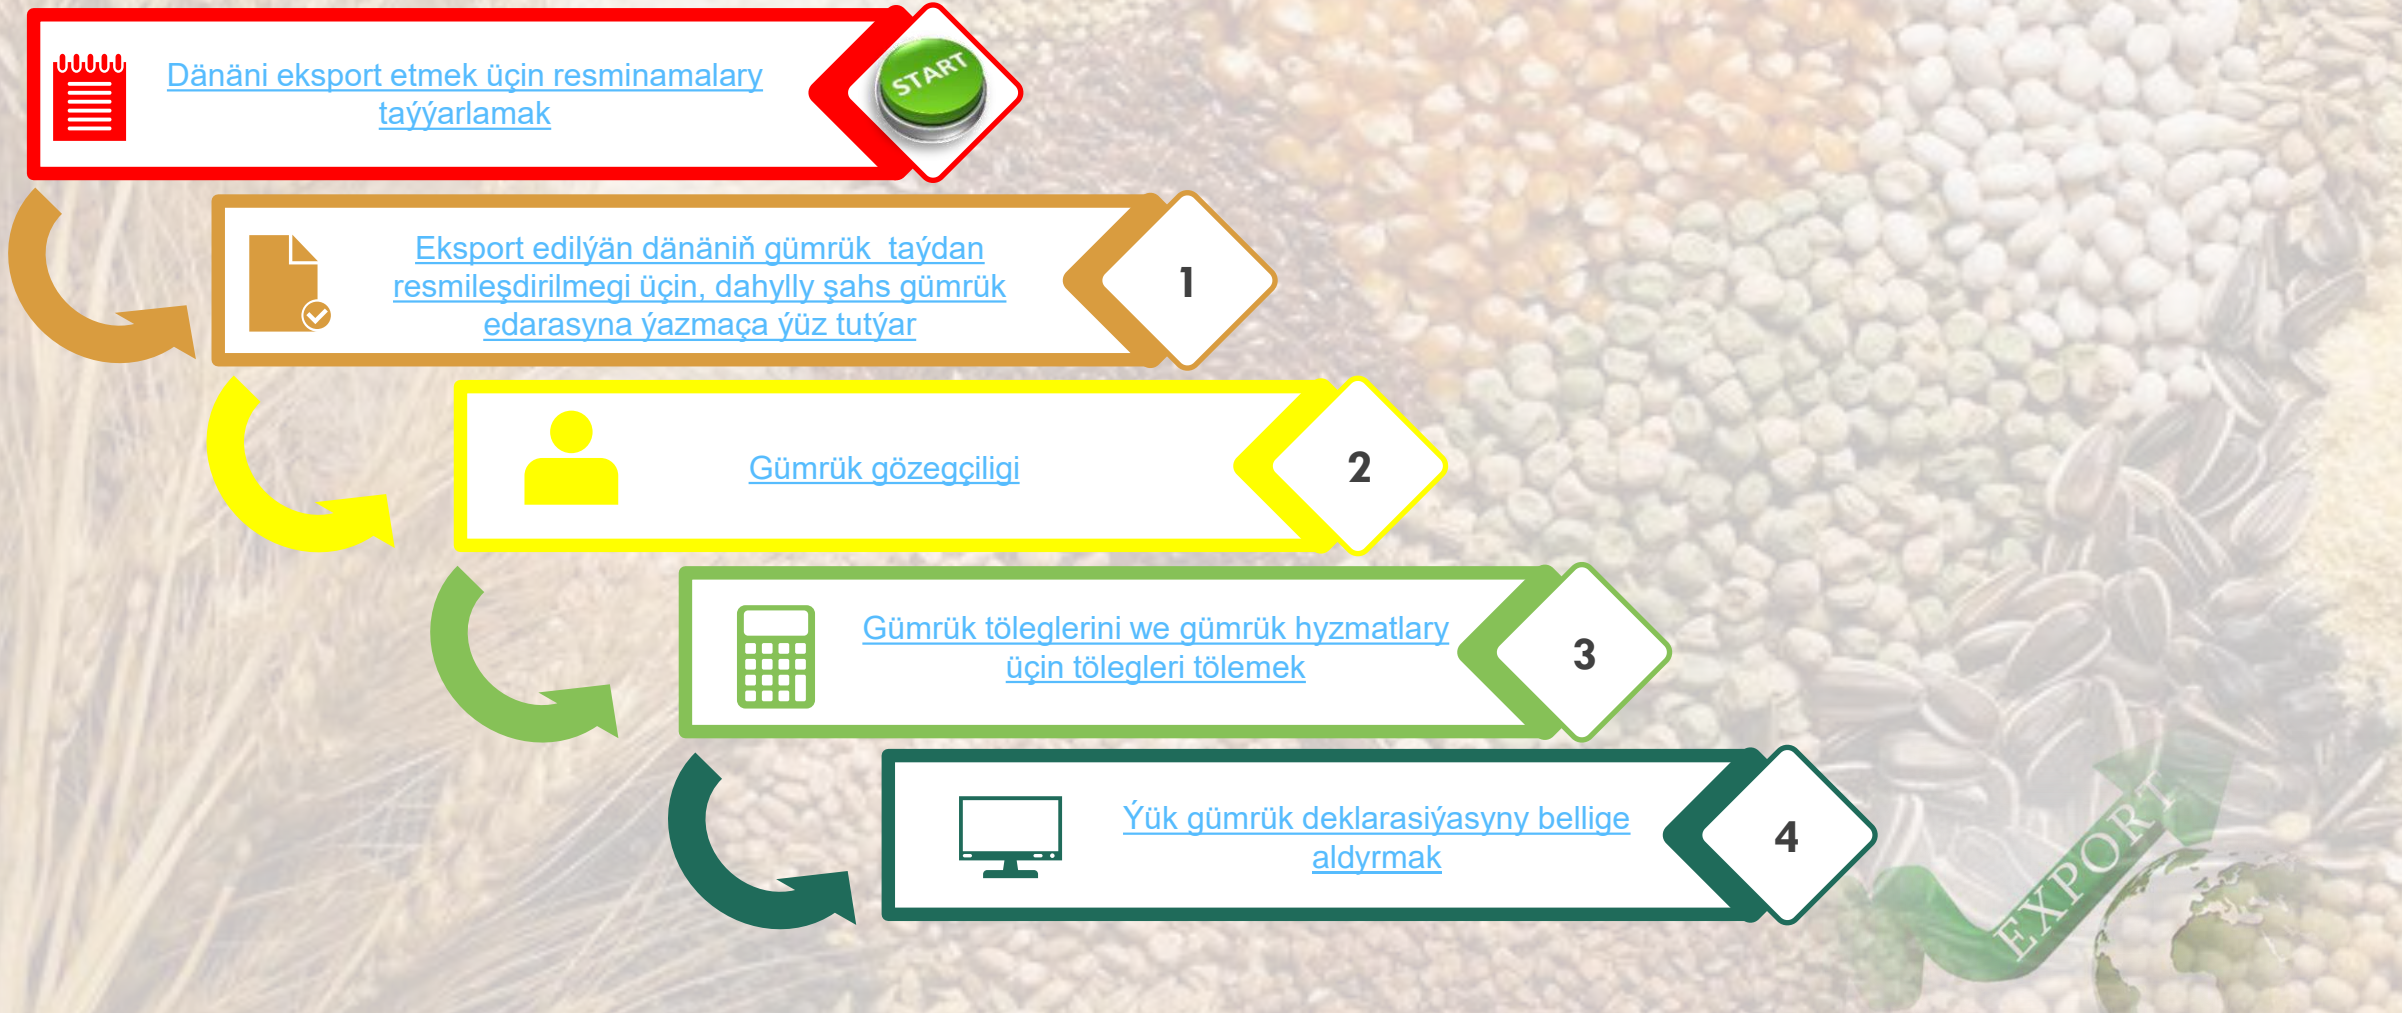 Dänäni eksport etmek üçin resminamalary
taýýarlamak
START
Eksport edilýän dänäniň gümrük  taýdan
resmileşdirilmegi üçin, dahylly şahs gümrük
edarasyna ýazmaça ýüz tutýar
1
Gümrük gözegçiligi
2
Gümrük töleglerini we gümrük hyzmatlary
üçin tölegleri tölemek
3
Ýük gümrük deklarasiýasyny bellige
aldyrmak
4
EXPORT